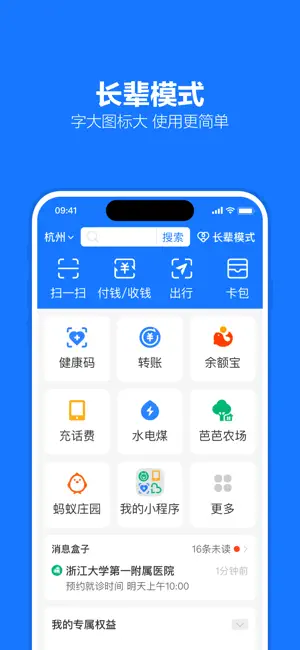 长辈模式
字大图标大 使用更简单
09:41
杭州 搜索 长辈模式
扫一扫 付钱/收钱 出行 卡包
健康码 转账 余额宝
充话费 水电煤 芭芭农场
蚂蚁庄园 我的小程序 更多
消息盒子 16条未读
浙江大学第一附属医院 1分钟前
预约就诊时间 明天上午10:00
我的专属权益